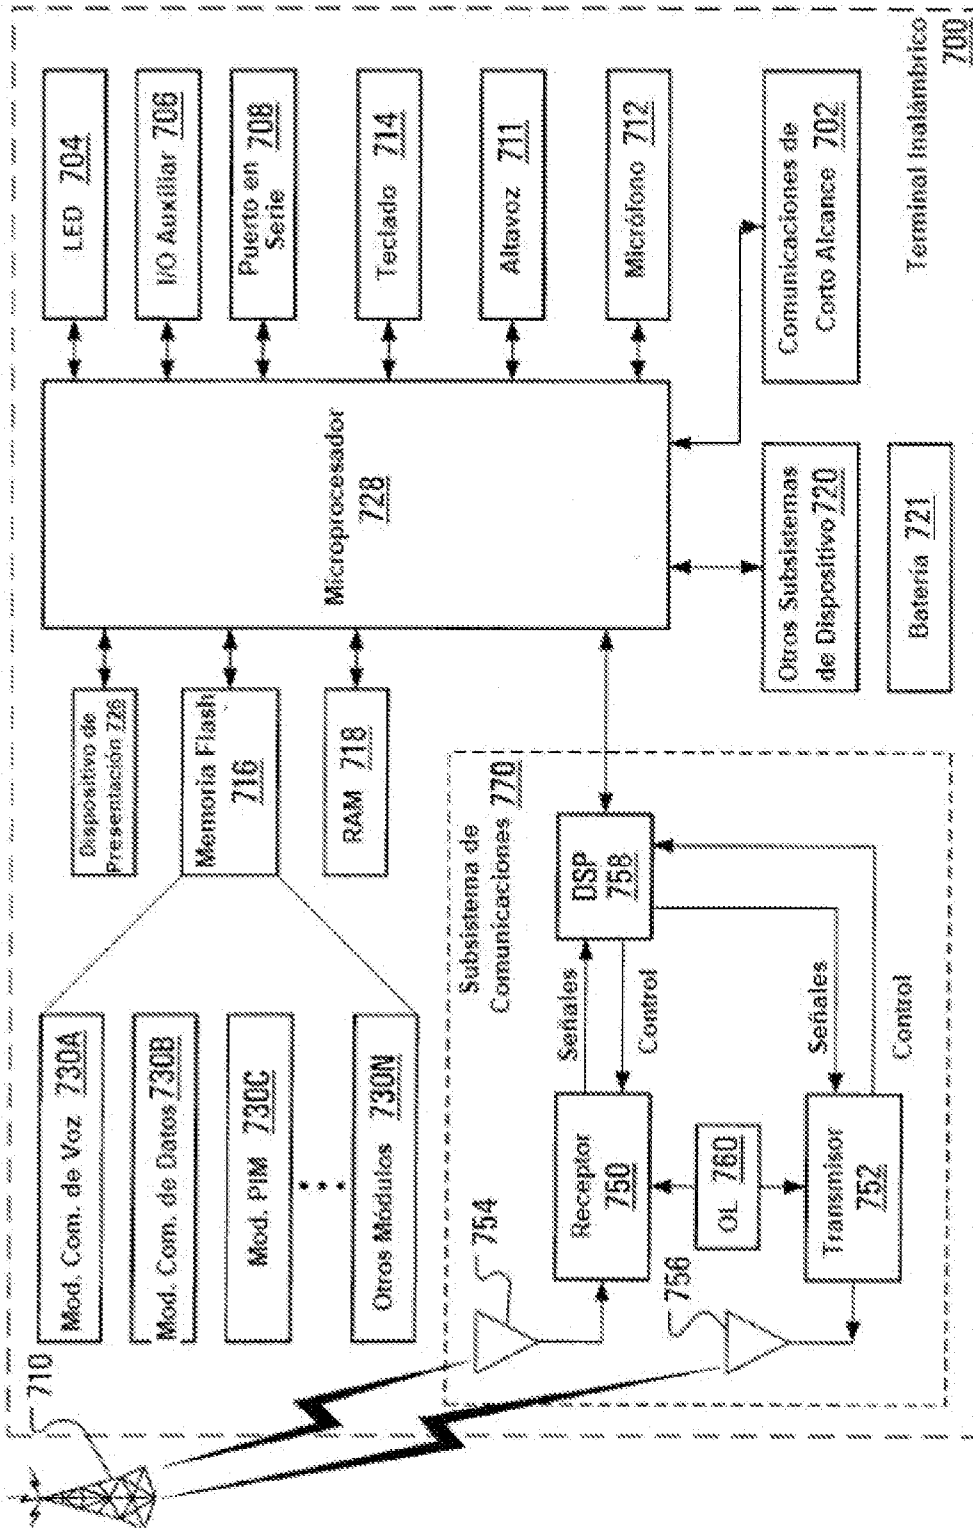 710
Mod. Com. de Voz 730A
Mod. Com. de Datos 730B
Mod. PIM 730C
Otros Módulos 730N
Dispositivo de
Presentación 726
Memoria Flash
716
RAM 718
Microprocesador
728
LED 704
I/O Auxiliar 706
Puerto en
Serie 708
Teclado 714
Altavoz 711
Micrófono 712
Subsistema de
Comunicaciones 770
754
Receptor
750
Señales
Control
DSP
758
OL 760
756
Transmisor
752
Señales
Control
Otros Subsistemas
de Dispositivo 720
Batería 721
Comunicaciones de
Corto Alcance 702
Terminal Inalámbrico
700